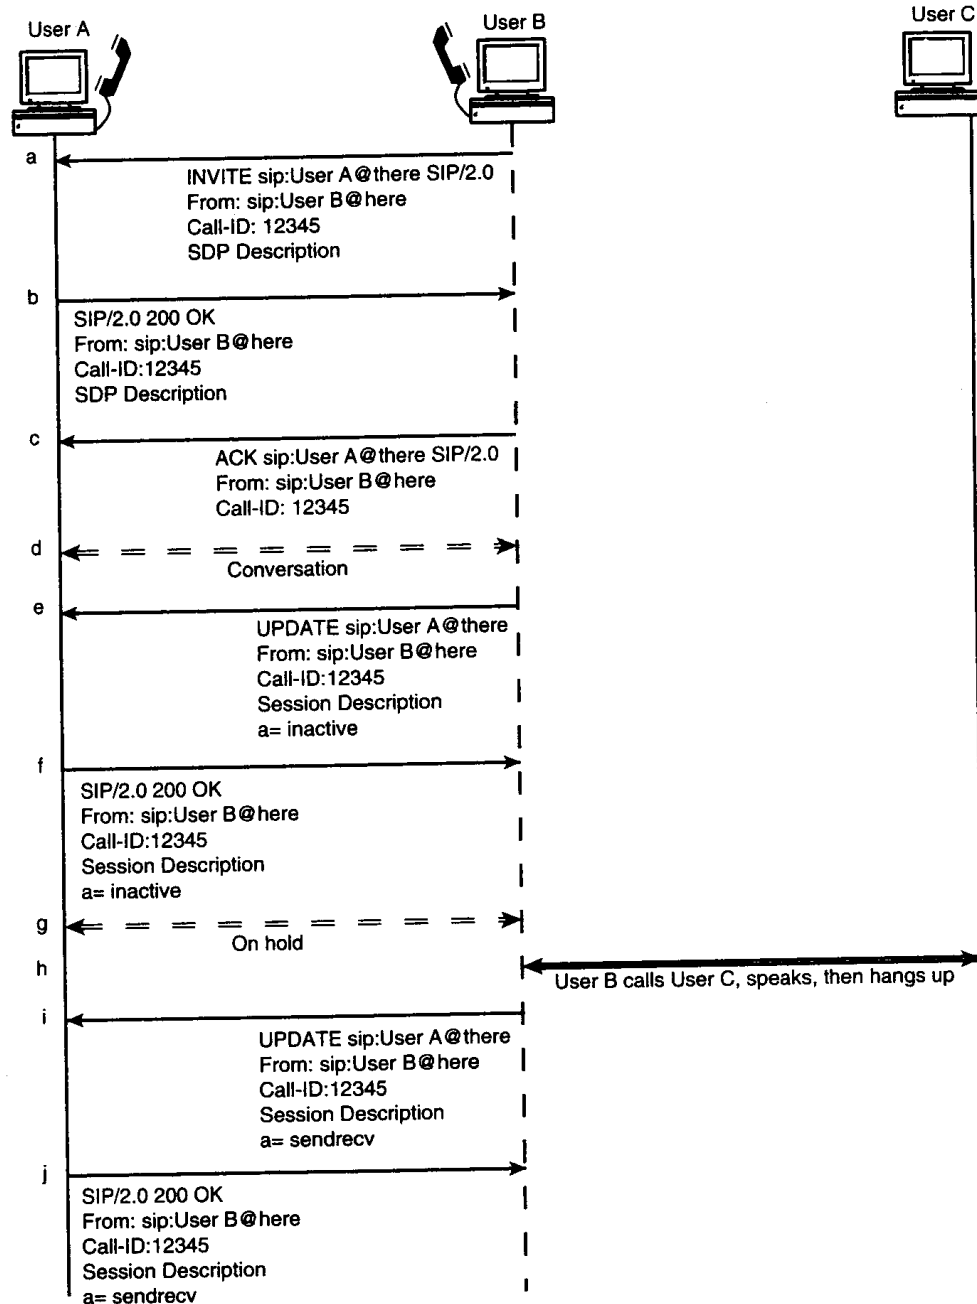 User A
User B
User C
a
INVITE sip:User A@there SIP/2.0
From: sip:User B@here
Call-ID: 12345
SDP Description
b
SIP/2.0 200 OK
From: sip:User B@here
Call-ID:12345
SDP Description
c
ACK sip:User A@there SIP/2.0
From: sip:User B@here
Call-ID: 12345
d
Conversation
e
UPDATE sip:User A@there
From: sip:User B@here
Call-ID:12345
Session Description
a= inactive
f
SIP/2.0 200 OK
From: sip:User B@here
Call-ID:12345
Session Description
a= inactive
g
On hold
h
User B calls User C, speaks, then hangs up
i
UPDATE sip:User A@there
From: sip:User B@here
Call-ID:12345
Session Description
a= sendrecv
j
SIP/2.0 200 OK
From: sip:User B@here
Call-ID:12345
Session Description
a= sendrecv